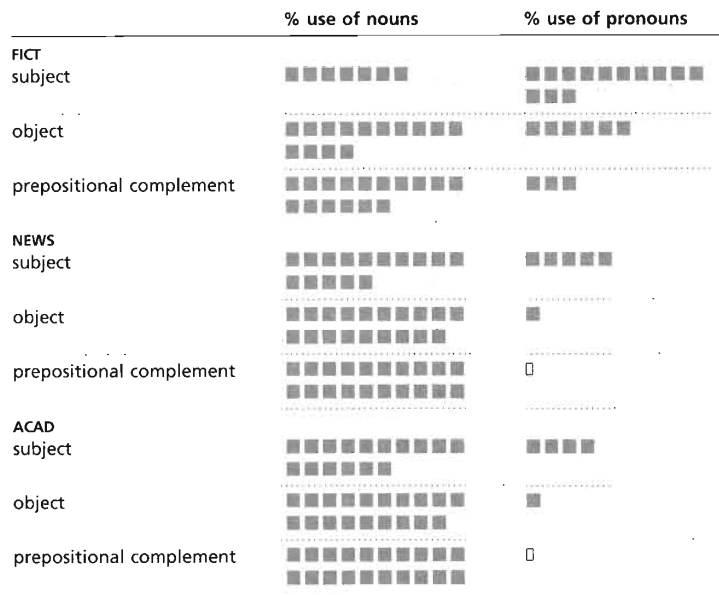 % use of nouns % use of pronouns
FICT
subject
object
prepositional complement
NEWS
subject
object
prepositional complement
ACAD
subject
object
prepositional complement